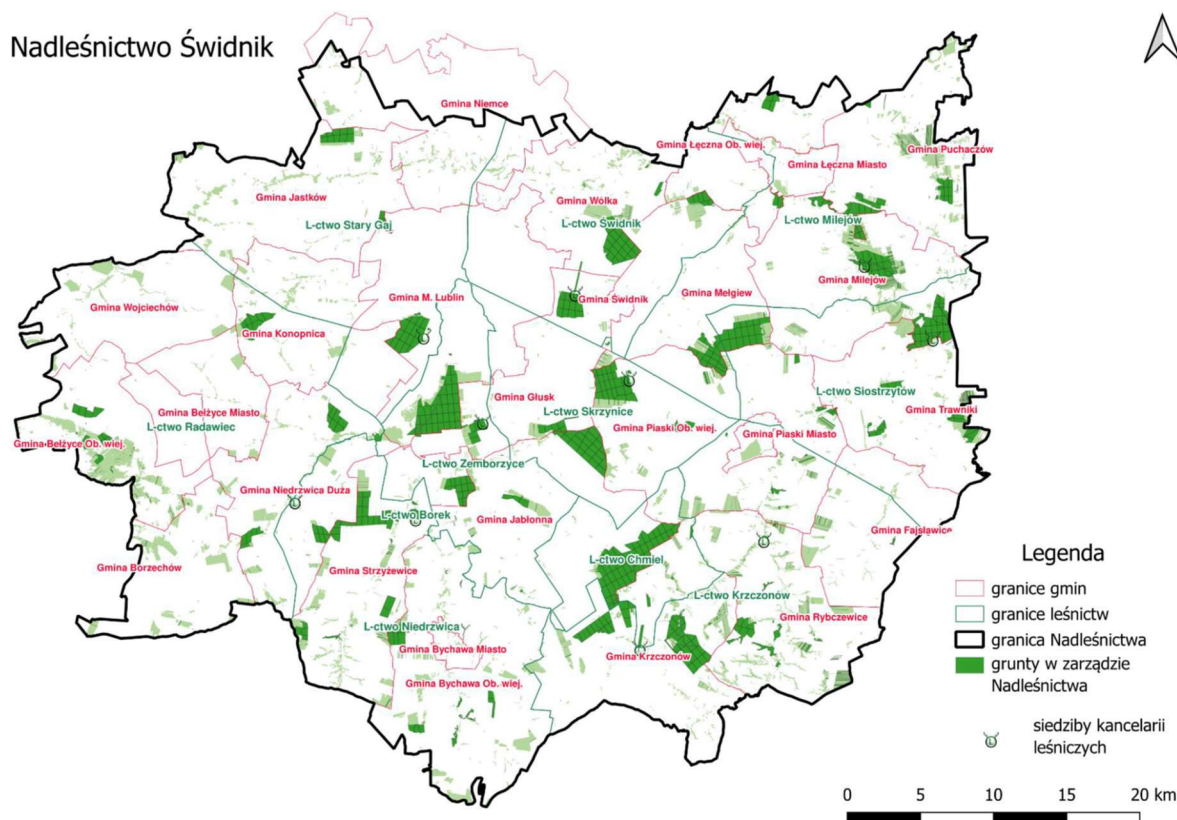 Nadleśnictwo Świdnik
Gmina Niemce
Gmina Łęczna Ob. wiej.
Gmina Łęczna Miasto
Gmina Puchaczów
Gmina Jastków
Gmina Wólka
L-ctwo Stary Gaj
L-ctwo Świdnik
L-ctwo Milejów
Gmina Wojciechów
Gmina M. Lublin
Gmina Świdnik
Gmina Mełgiew
Gmina Milejów
Gmina Konopnica
Gmina Bełżyce Miasto
L-ctwo Radawiec
Gmina Głusk
L-ctwo Skrzynice
L-ctwo Siostrzytów
Gmina Trawniki
Gmina Bełżyce Ob. wiej.
Gmina Piaski Ob. wiej.
Gmina Piaski Miasto
L-ctwo Zemborzyce
Gmina Niedrzwica Duża
L-ctwo Borek
Gmina Jabłonna
Gmina Fajsławice
Gmina Borzechów
Gmina Strzyżewice
L-ctwo Chmiel
L-ctwo Krzczonów
Gmina Rybczewice
L-ctwo Niedrzwica
Gmina Bychawa Miasto
Gmina Krzczonów
Gmina Bychawa Ob. wiej.
Legenda
granice gmin
granice leśnictw
granica Nadleśnictwa
grunty w zarządzie
Nadleśnictwa
siedziby kancelarii
leśniczych
0 5 10 15 20 km